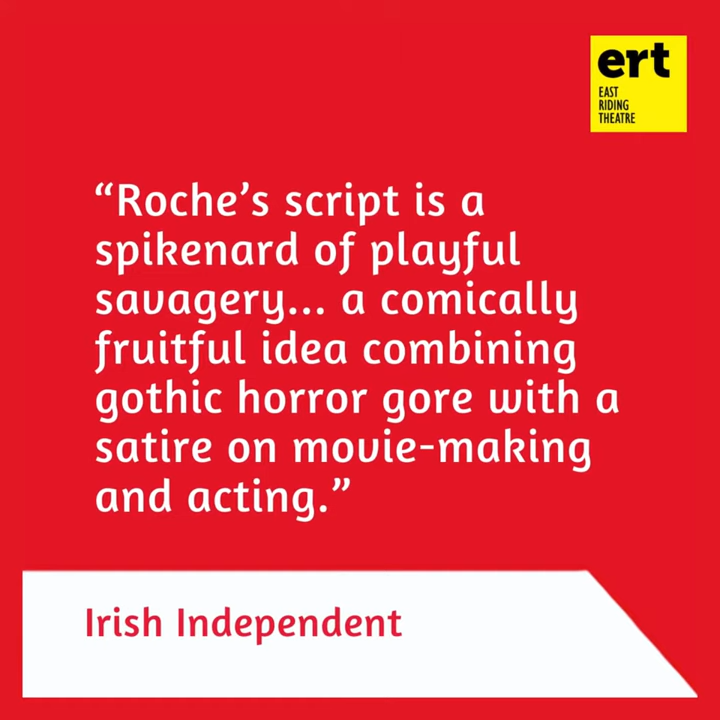 ert
EAST
RIDING
THEATRE
“Roche’s script is a
spikenard of playful
savagery... a comically
fruitful idea combining
gothic horror gore with a
satire on movie-making
and acting.”
Irish Independent